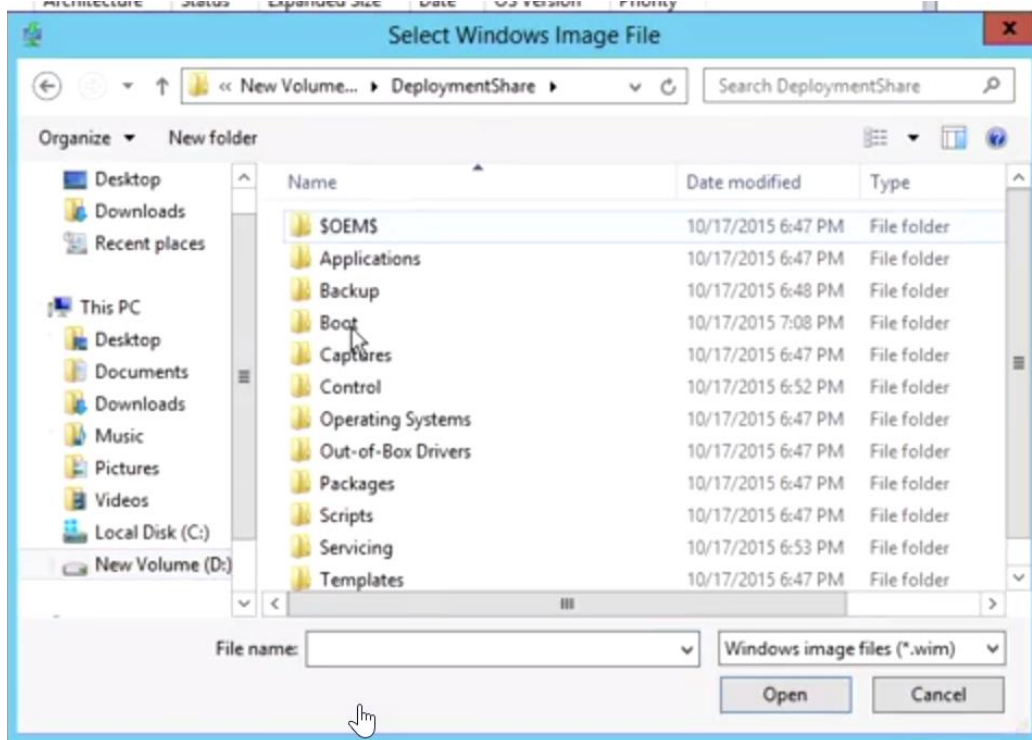 Architecture Status Expanded Size Date OS Version Priority
Select Windows Image File
x
« New Volume... ▸ DeploymentShare ▸ Search DeploymentShare
Organize New folder
Desktop
Downloads
Recent places
This PC
Desktop
Documents
Downloads
Music
Pictures
Videos
Local Disk (C:)
New Volume (D:)
Name Date modified Type
$OEM$ 10/17/2015 6:47 PM File folder
Applications 10/17/2015 6:47 PM File folder
Backup 10/17/2015 6:48 PM File folder
Boot 10/17/2015 7:08 PM File folder
Captures 10/17/2015 6:47 PM File folder
Control 10/17/2015 6:52 PM File folder
Operating Systems 10/17/2015 6:47 PM File folder
Out-of-Box Drivers 10/17/2015 6:47 PM File folder
Packages 10/17/2015 6:47 PM File folder
Scripts 10/17/2015 6:47 PM File folder
Servicing 10/17/2015 6:53 PM File folder
Templates 10/17/2015 6:47 PM File folder
File name: Windows image files (*.wim)
Open Cancel